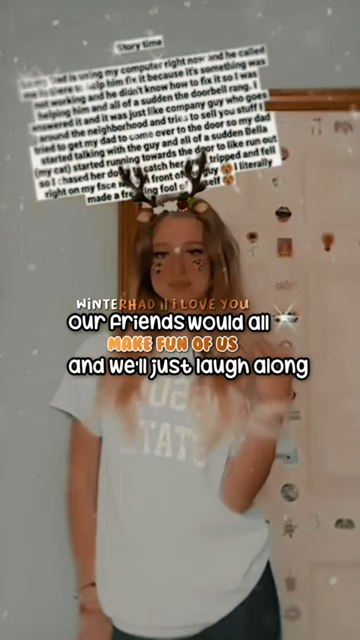 Story time
dad is using my computer right now and he called
me in there to help him fix it because it's something was
not working and he didn't know how to fix it so I was
helping him and all of a sudden the doorbell rang. I
answered it and it was just like company guy who goes
around the neighborhood and tries to sell you stuff I
tried to get my dad to come over to the door so my dad
started talking with the guy and all of a sudden Bella
(my cat) started running towards the door to like run out
so I chased her do catch her tripped and fell
right on my face front of guy I literally
made a fool self
WINTERHAD || I LOVE YOU
our friends would all
MAKE FUN OF US
and we'll just laugh along
STATE